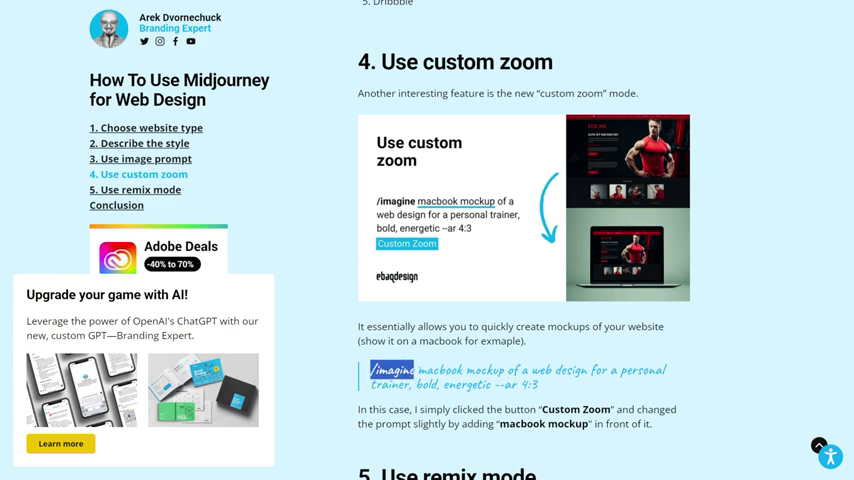 5. Dribbble
Arek Dvornechuck
Branding Expert
How To Use Midjourney
for Web Design
1. Choose website type
2. Describe the style
3. Use image prompt
4. Use custom zoom
5. Use remix mode
Conclusion
Adobe Deals
-40% to 70%
Upgrade your game with AI!
Leverage the power of OpenAI's ChatGPT with our
new, custom GPT—Branding Expert.
Learn more
4. Use custom zoom
Another interesting feature is the new “custom zoom” mode.
Use custom
zoom
/imagine macbook mockup of a
web design for a personal trainer,
bold, energetic --ar 4:3
Custom Zoom
ebaqdesign
It essentially allows you to quickly create mockups of your website
(show it on a macbook for exmaple).
/imagine macbook mockup of a web design for a personal
trainer, bold, energetic --ar 4:3
In this case, I simply clicked the button “Custom Zoom” and changed
the prompt slightly by adding “macbook mockup” in front of it.
5. Use remix mode